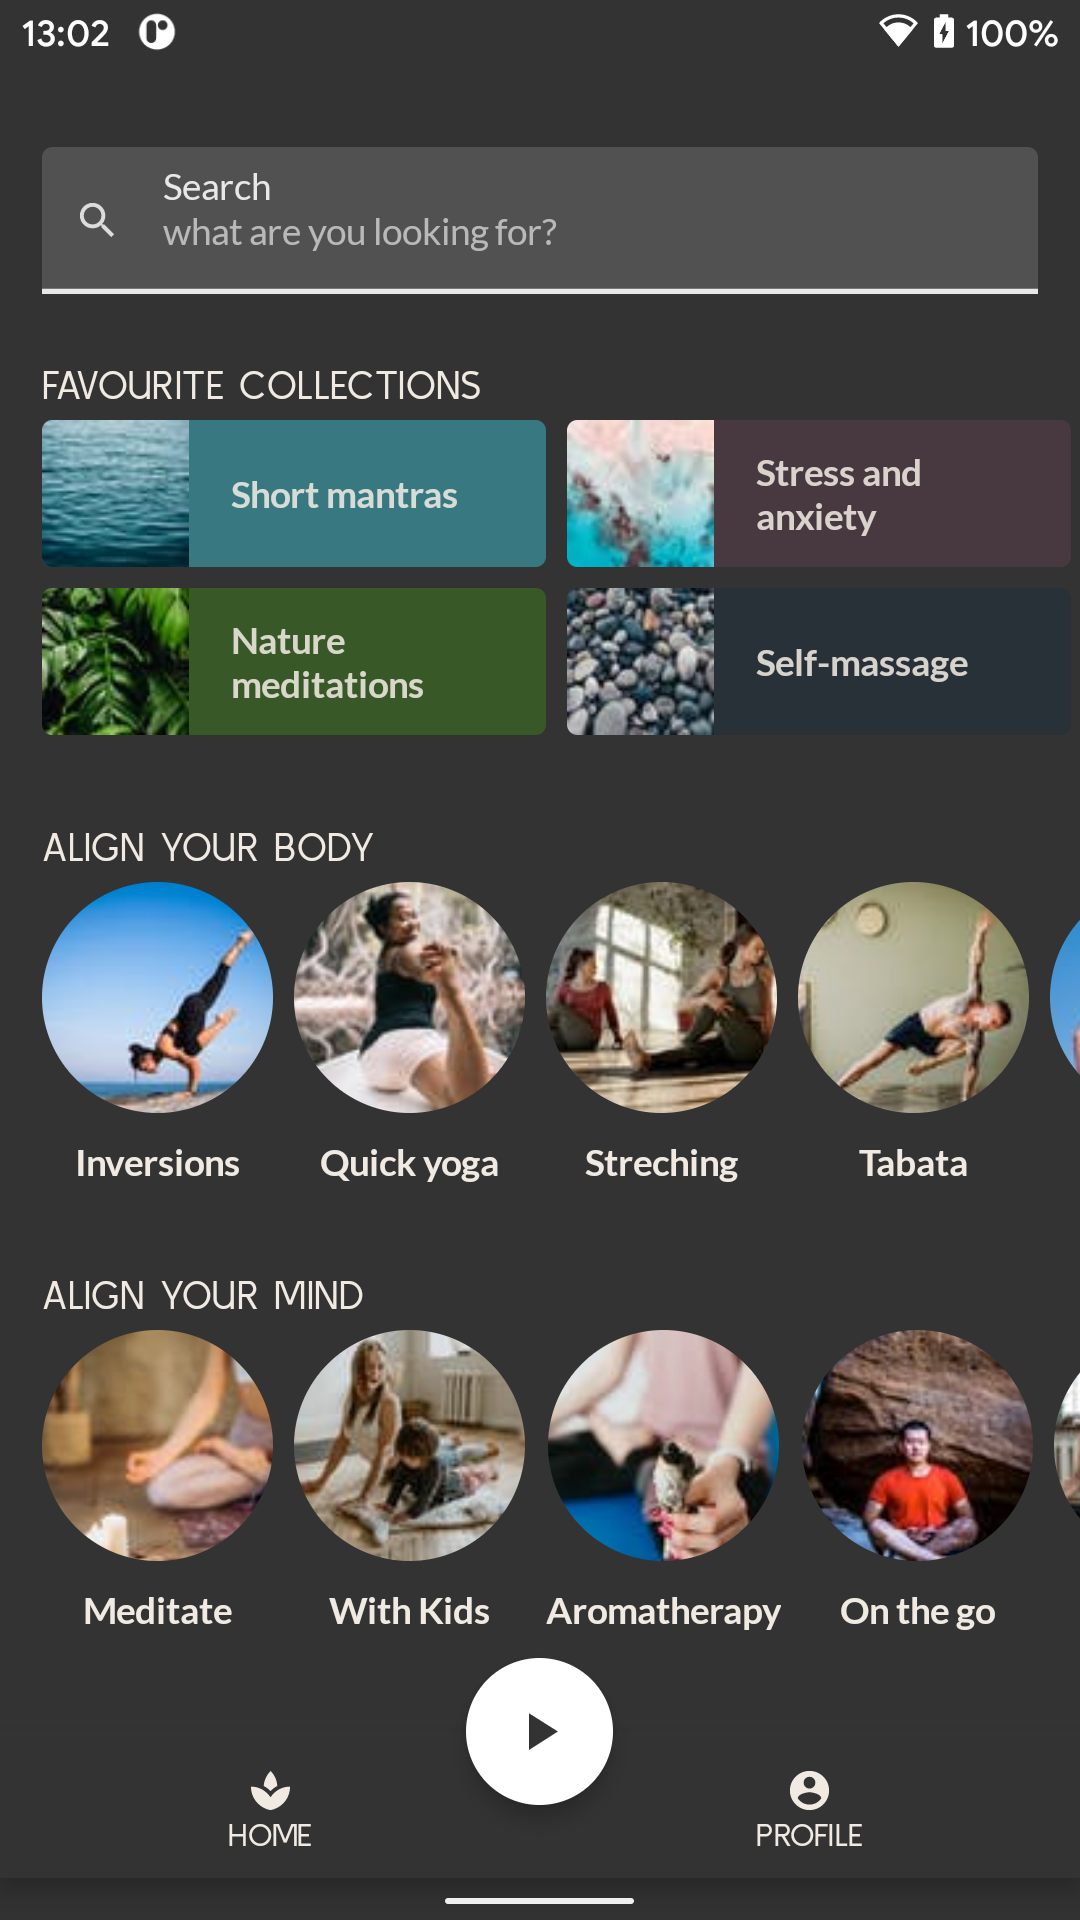 13:02
100%
Search
what are you looking for?
FAVOURITE COLLECTIONS
Short mantras
Stress and
anxiety
Nature
meditations
Self-massage
ALIGN YOUR BODY
Inversions
Quick yoga
Streching
Tabata
ALIGN YOUR MIND
Meditate
With Kids
Aromatherapy
On the go
HOME
PROFILE